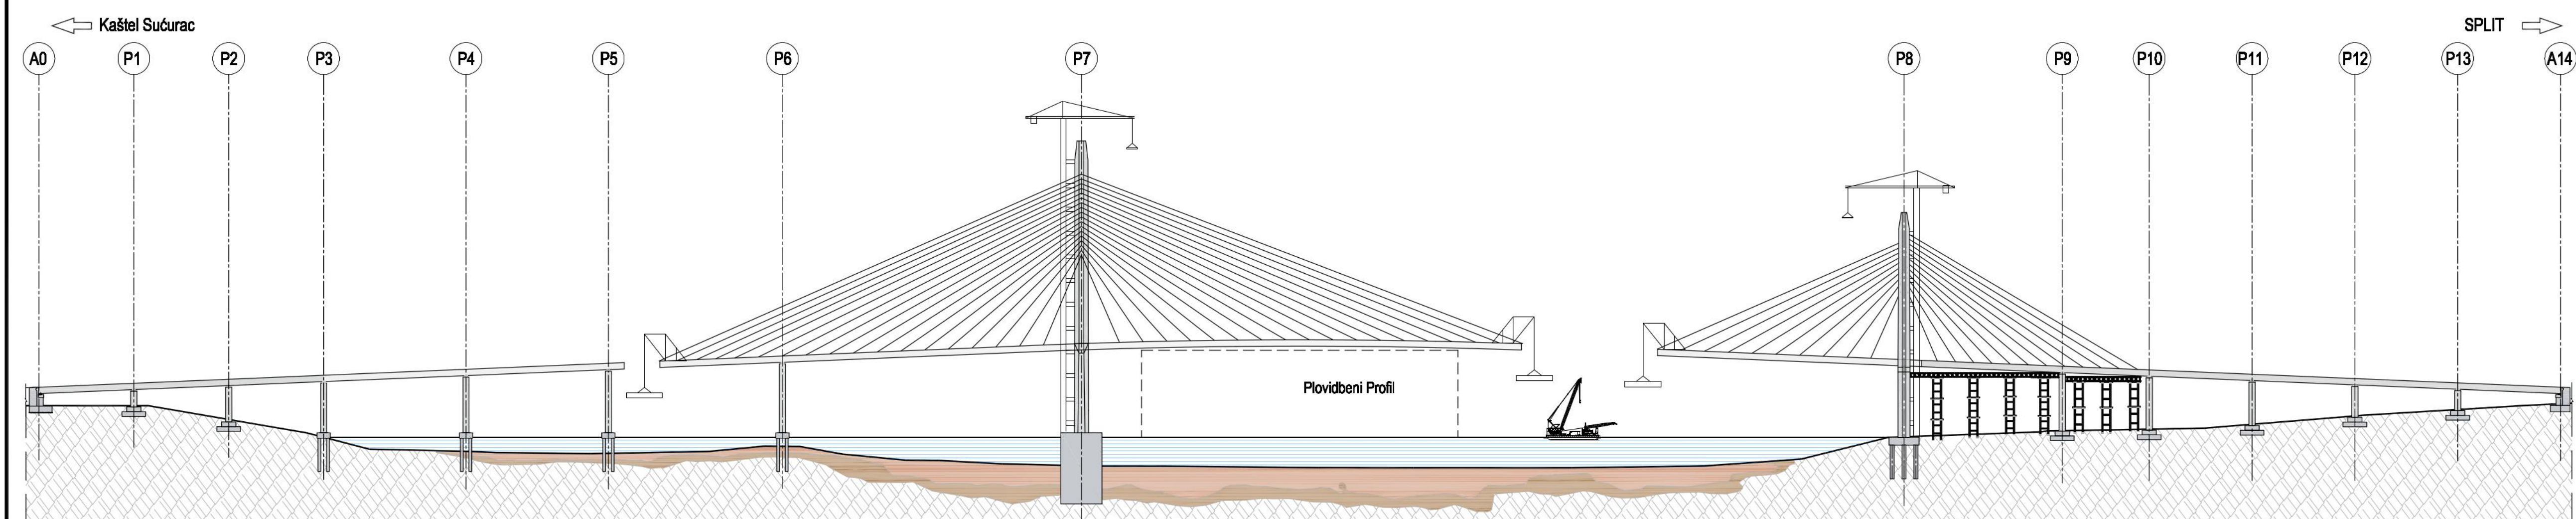 Kaštel Sućurac
SPLIT
A0 P1 P2 P3 P4 P5 P6 P7 P8 P9 P10 P11 P12 P13 A14
Plovidbeni Profil